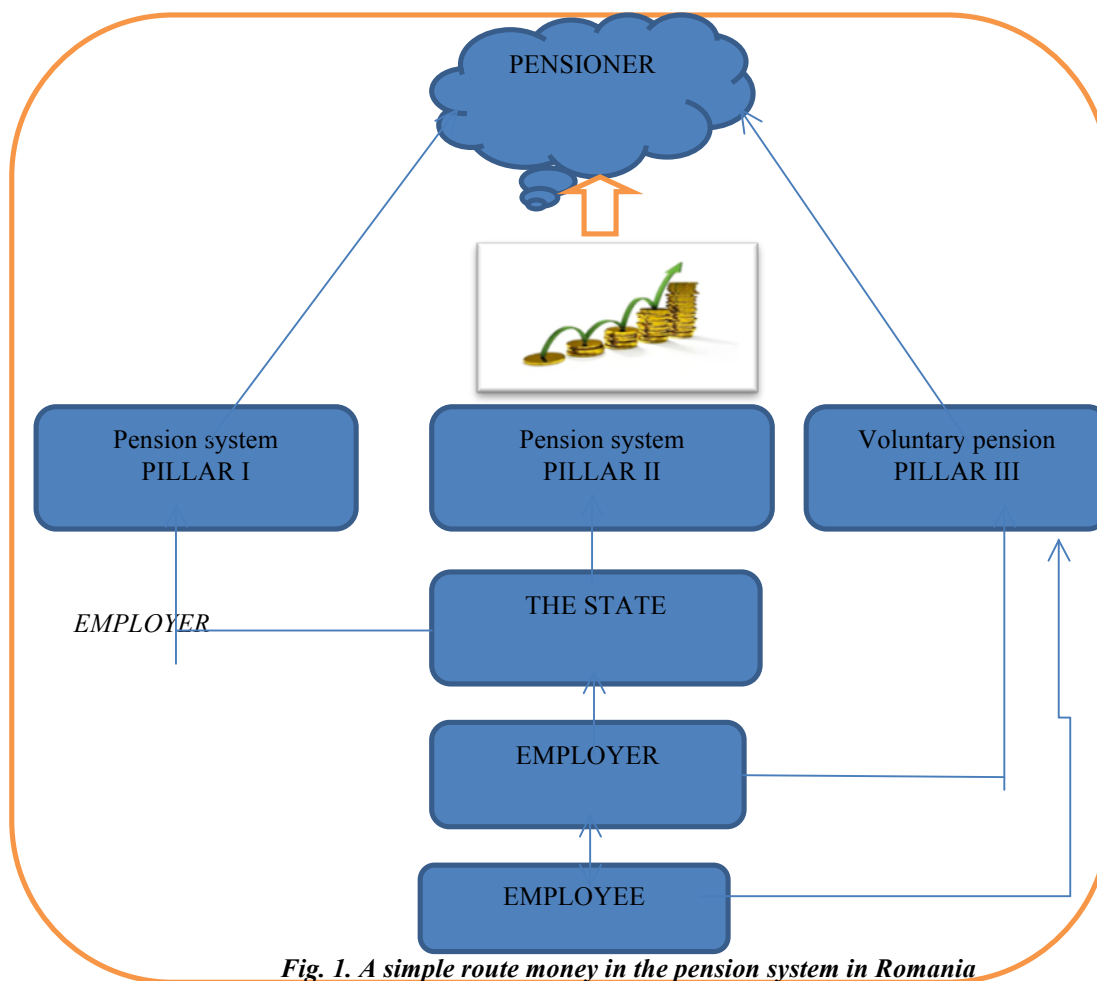 PENSIONER
Pension system
PILLAR I
Pension system
PILLAR II
Voluntary pension
PILLAR III
THE STATE
EMPLOYER
EMPLOYER
EMPLOYEE
Fig. 1. A simple route money in the pension system in Romania